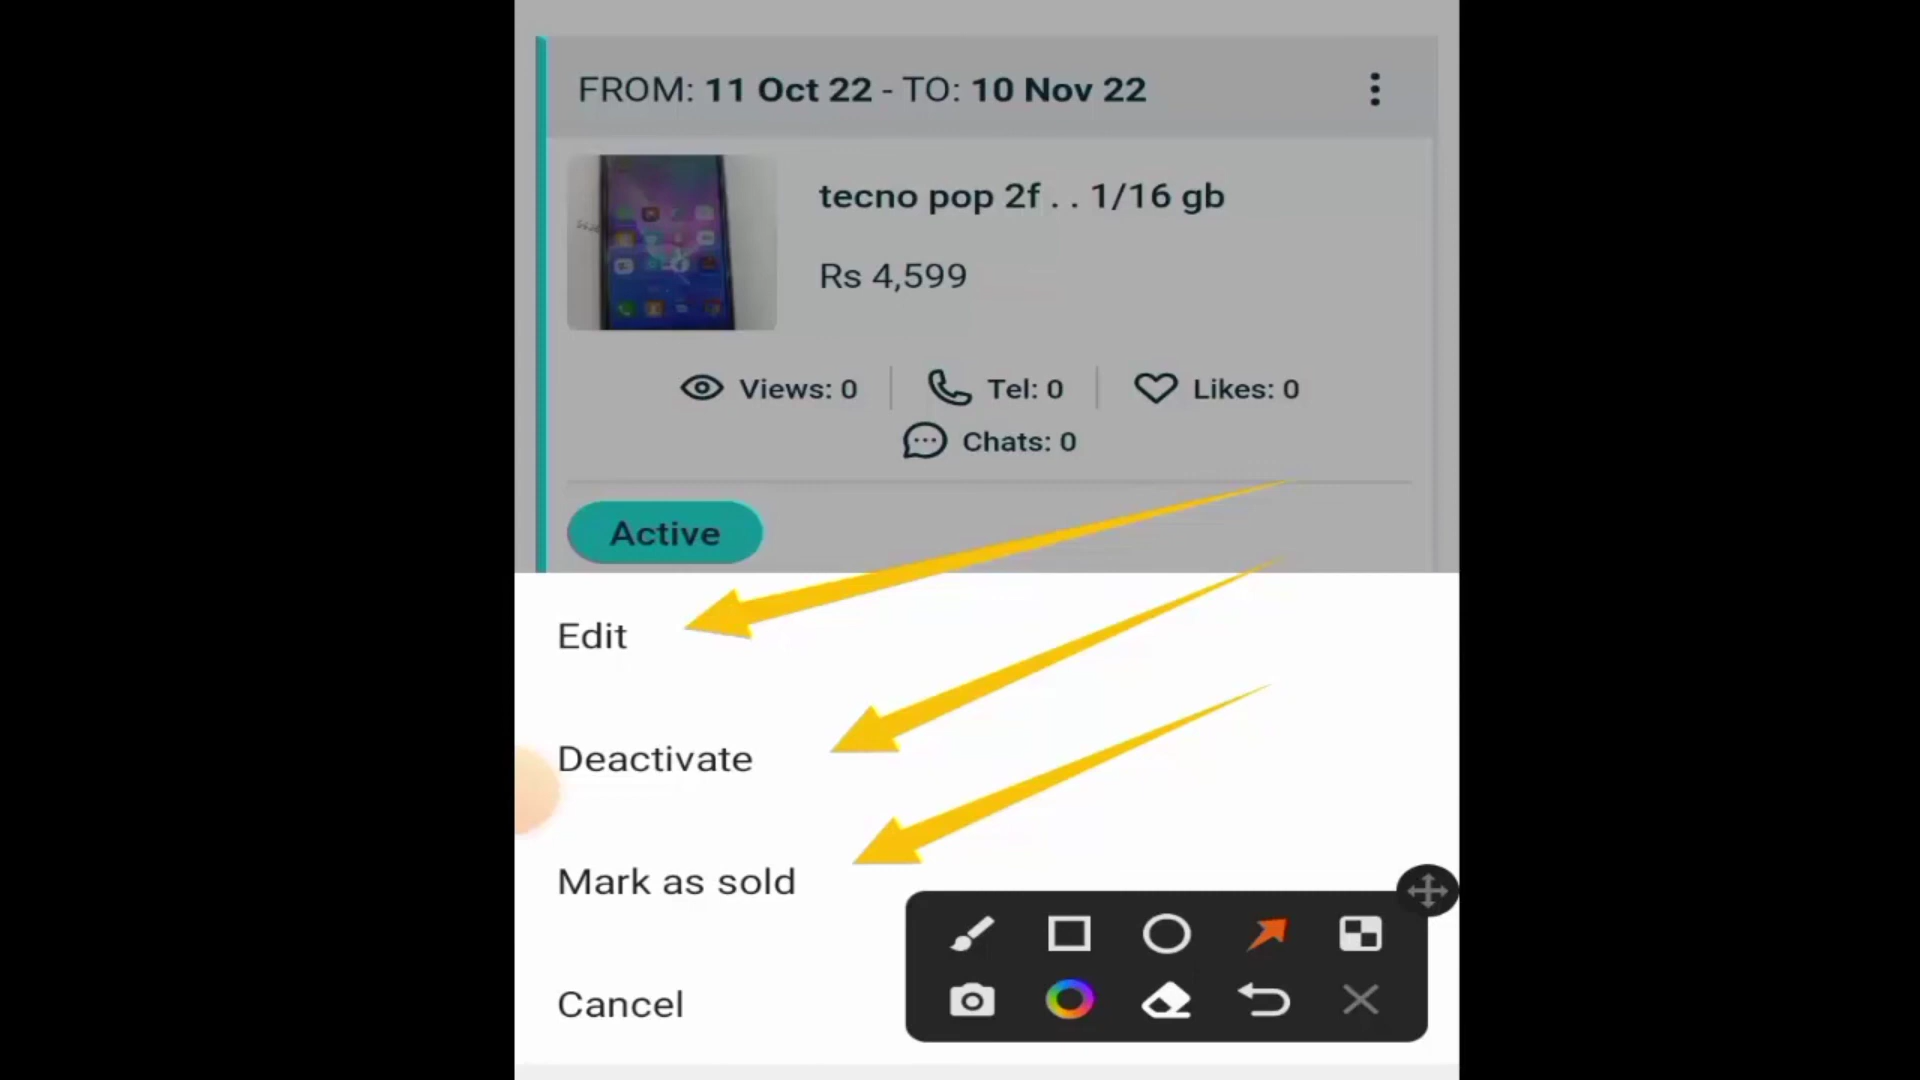 FROM: 11 Oct 22 - TO: 10 Nov 22
tecno pop 2f . . 1/16 gb
Rs 4,599
Views: 0 Tel: 0 Likes: 0
Chats: 0
Active
Edit
Deactivate
Mark as sold
Cancel